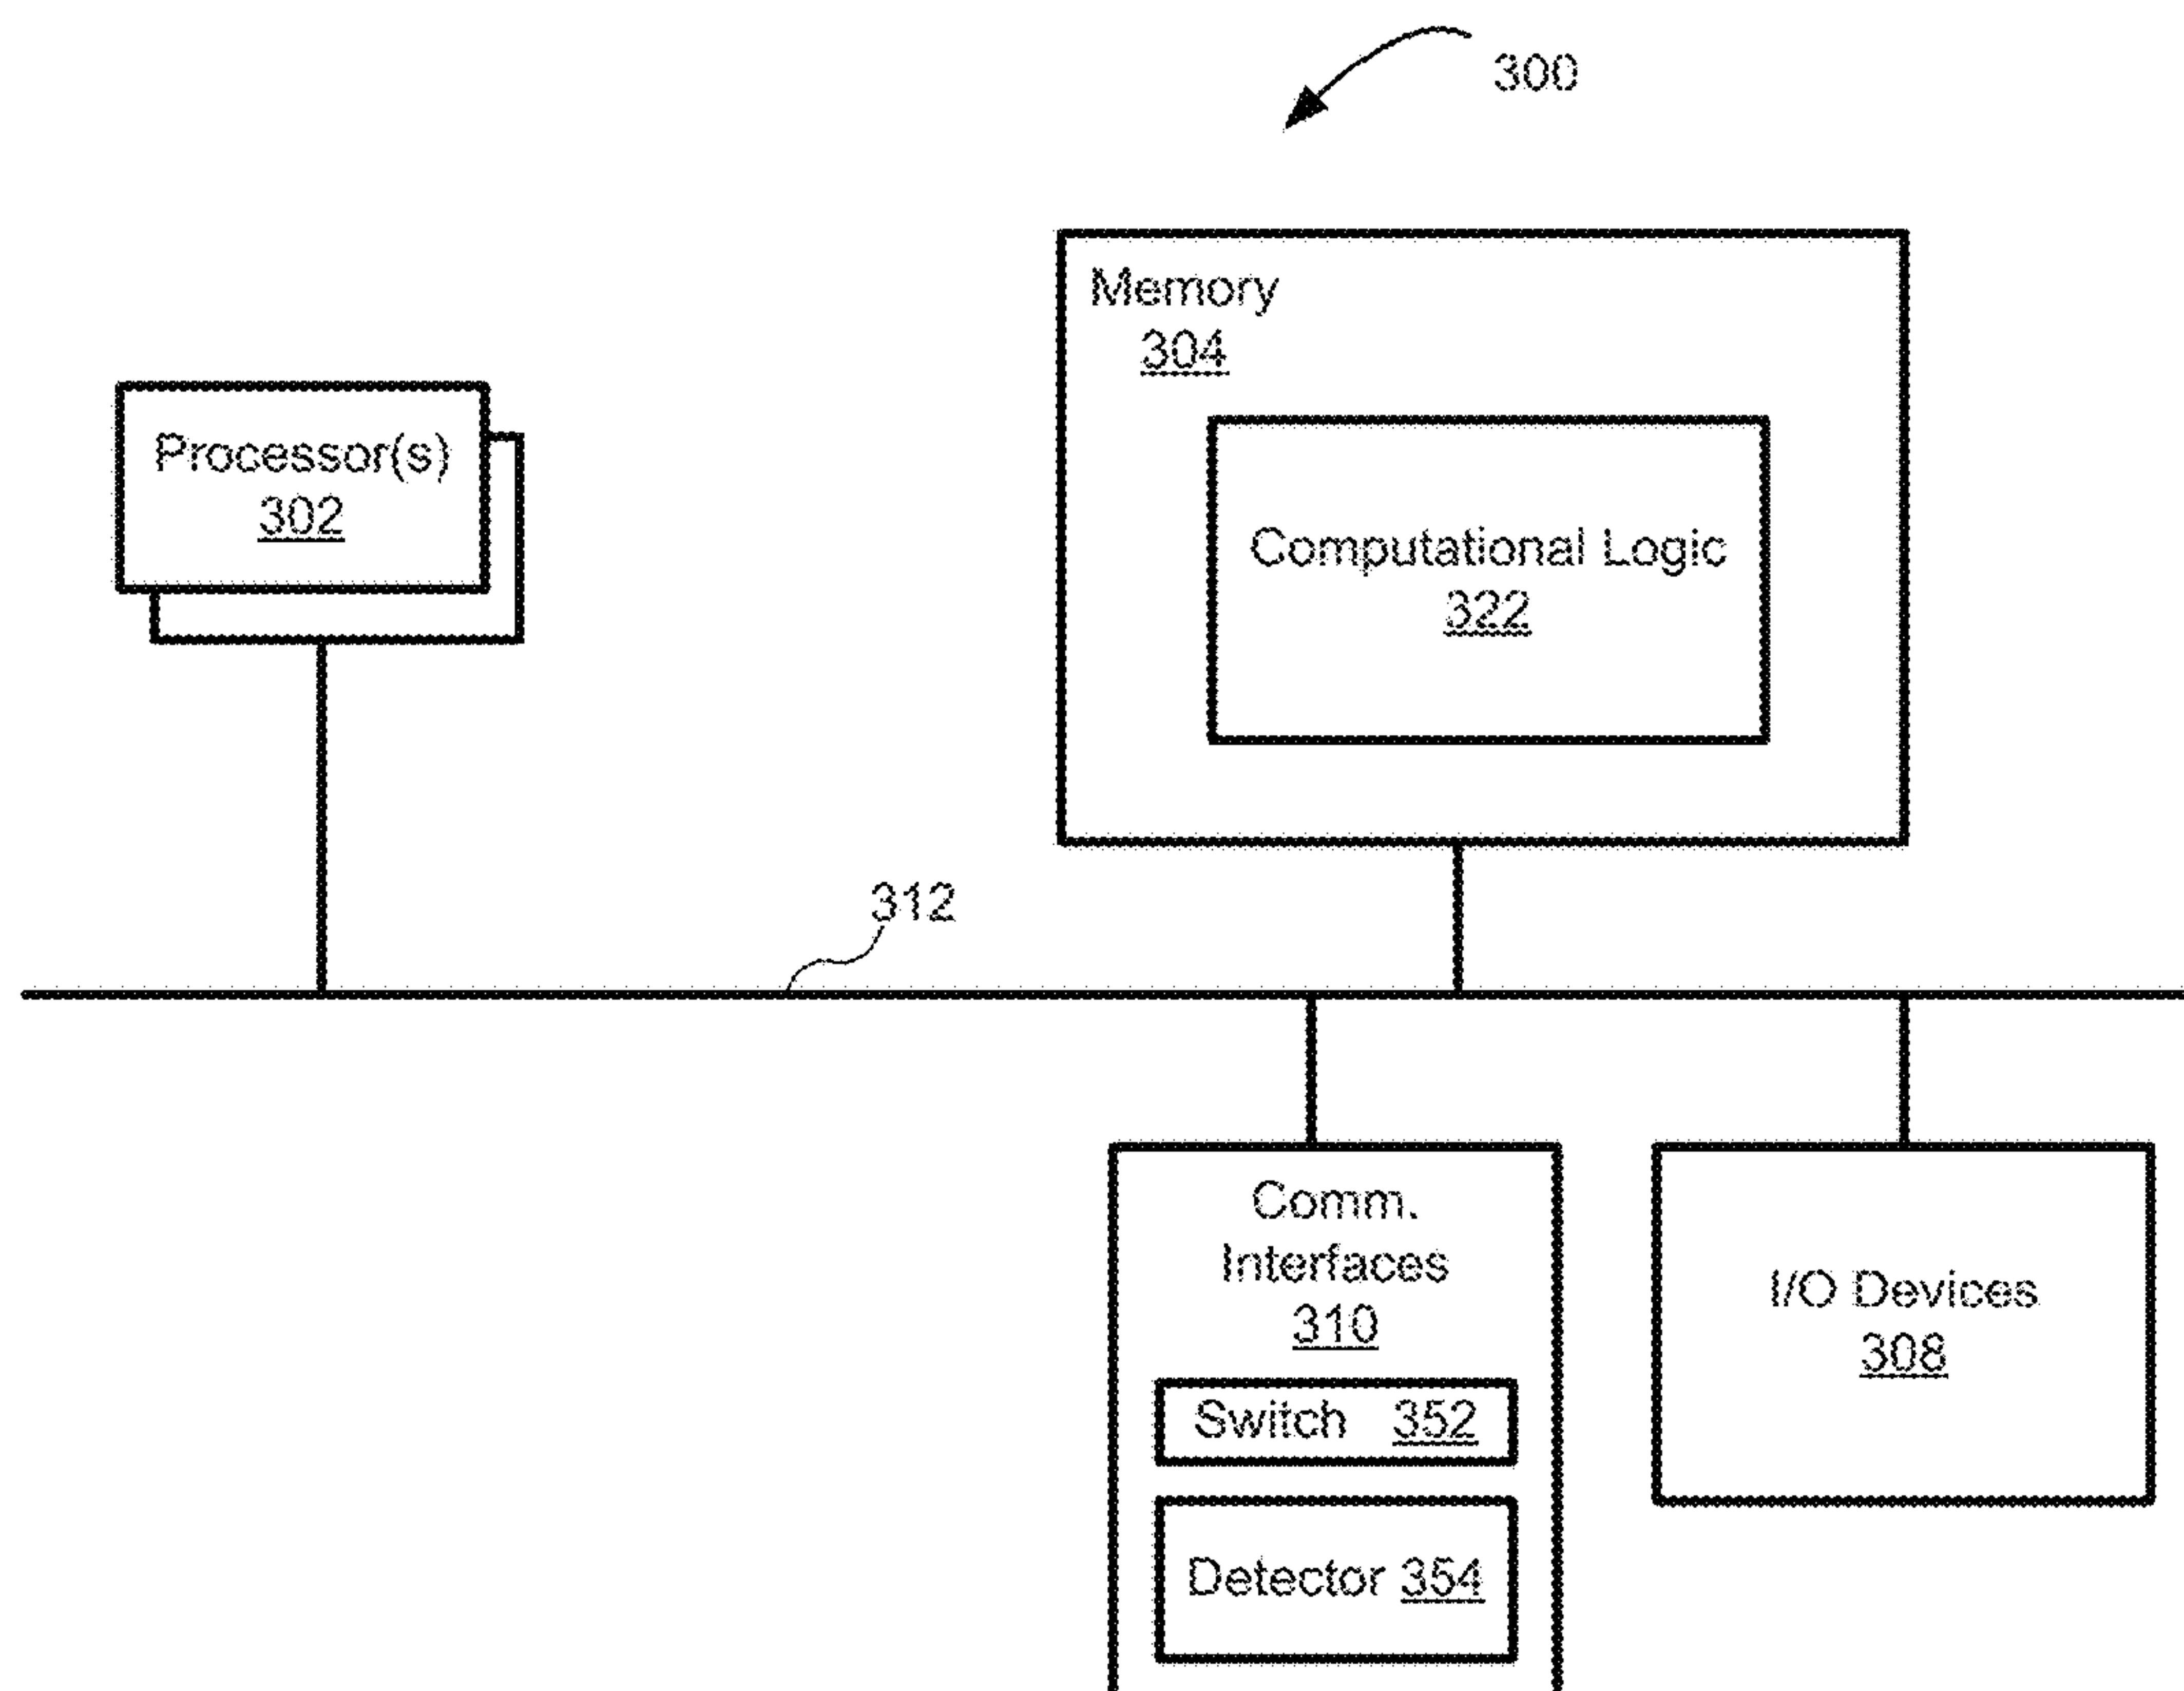 300
Memory
304
Processor(s)
302
Computational Logic
322
312
Comm.
Interfaces
310
I/O Devices
308
Switch 352
Detector 354